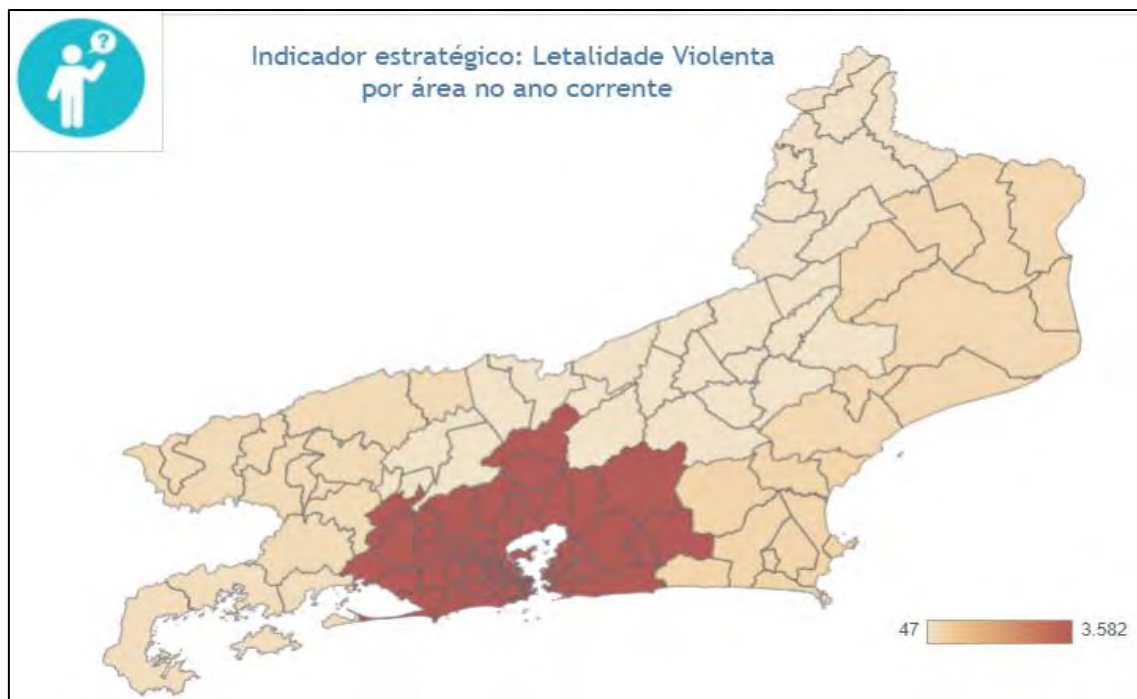 ?
Indicador estratégico: Letalidade Violenta
por área no ano corrente
47
3.582